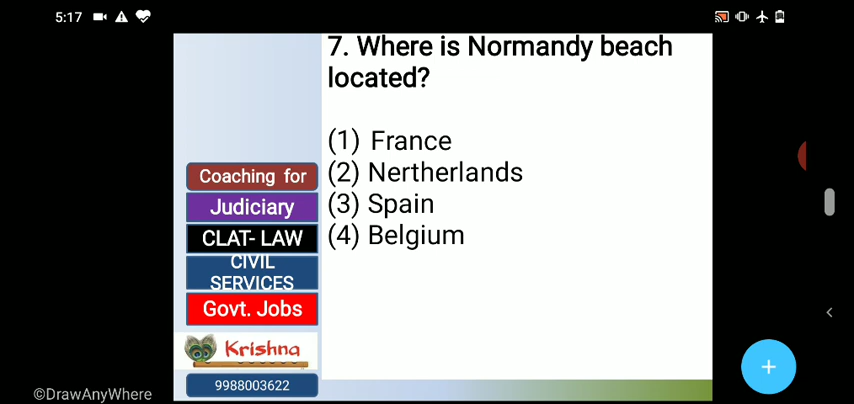 5:17
7. Where is Normandy beach
located?
(1) France
(2) Nertherlands
(3) Spain
(4) Belgium
Coaching for
Judiciary
CLAT- LAW
CIVIL
SERVICES
Govt. Jobs
Krishna
9988003622
©DrawAnyWhere